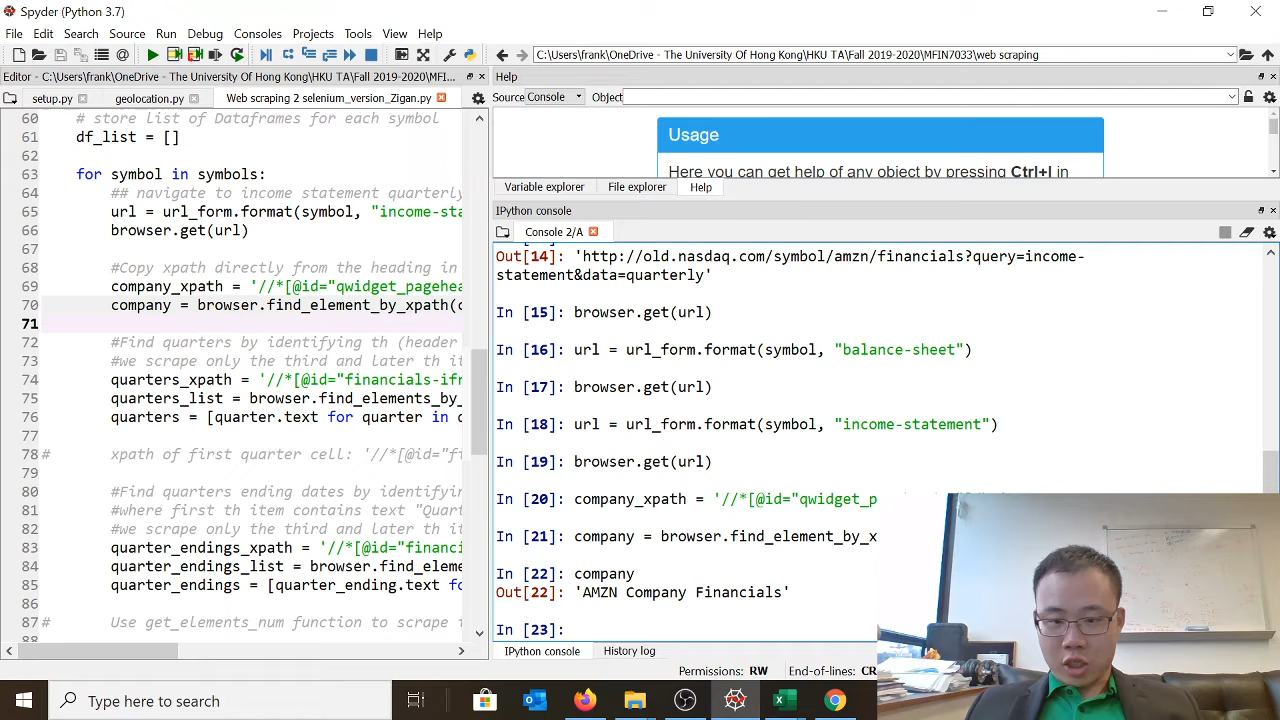 Spyder (Python 3.7)
File Edit Search Source Run Debug Consoles Projects Tools View Help
C:\Users\frank\OneDrive - The University Of Hong Kong\HKU TA\Fall 2019-2020\MFIN7033\web scraping
Editor - C:\Users\frank\OneDrive - The University Of Hong Kong\HKU TA\Fall 2019-2020\MFI...
setup.py geolocation.py Web scraping 2 selenium_version_Zigan.py
60 # store list of Dataframes for each symbol
61 df_list = []
62
63 for symbol in symbols:
64 ## navigate to income statement quarterly
65 url = url_form.format(symbol, "income-sta
66 browser.get(url)
67
68 #Copy xpath directly from the heading in
69 company_xpath = '//*[@id="qwidget_pagehea
70 company = browser.find_element_by_xpath(c
71
72 #Find quarters by identifying th (header
73 #we scrape only the third and later th it
74 quarters_xpath = '//*[@id="financials-ifr
75 quarters_list = browser.find_elements_by_
76 quarters = [quarter.text for quarter in q
77
78 # xpath of first quarter cell: '//*[@id="fi
79
80 #Find quarters ending dates by identifying
81 #where first th item contains text "Quart
82 #we scrape only the third and later th it
83 quarter_endings_xpath = '//*[@id="financi
84 quarter_endings_list = browser.find_eleme
85 quarter_endings = [quarter_ending.text fo
86
87 # Use get_elements_num function to scrape t
88
Help
Source Console Object
Usage
Here you can get help of any object by pressing Ctrl+I in
Variable explorer File explorer Help
IPython console
Console 2/A
Out[14]: 'http://old.nasdaq.com/symbol/amzn/financials?query=income-
statement&data=quarterly'
In [15]: browser.get(url)
In [16]: url = url_form.format(symbol, "balance-sheet")
In [17]: browser.get(url)
In [18]: url = url_form.format(symbol, "income-statement")
In [19]: browser.get(url)
In [20]: company_xpath = '//*[@id="qwidget_p
In [21]: company = browser.find_element_by_x
In [22]: company
Out[22]: 'AMZN Company Financials'
In [23]:
IPython console History log
Permissions: RW End-of-lines: CR
Type here to search